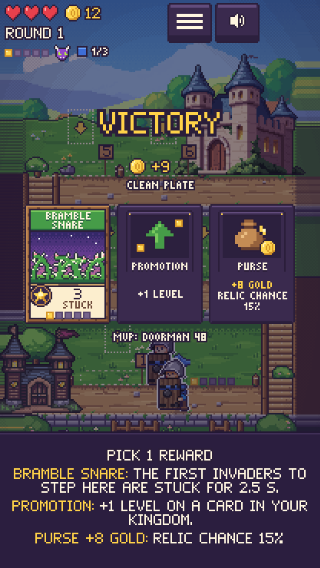 12
ROUND 1
1/3
VICTORY
+9
CLEAN PLATE
BRAMBLE
SNARE
3
STUCK
PROMOTION
+1 LEVEL
PURSE
+8 GOLD
RELIC CHANCE
15%
MVP: DOORMAN 48
PICK 1 REWARD
BRAMBLE SNARE: THE FIRST INVADERS TO
STEP HERE ARE STUCK FOR 2.5 S.
PROMOTION: +1 LEVEL ON A CARD IN YOUR
KINGDOM.
PURSE +8 GOLD: RELIC CHANCE 15%